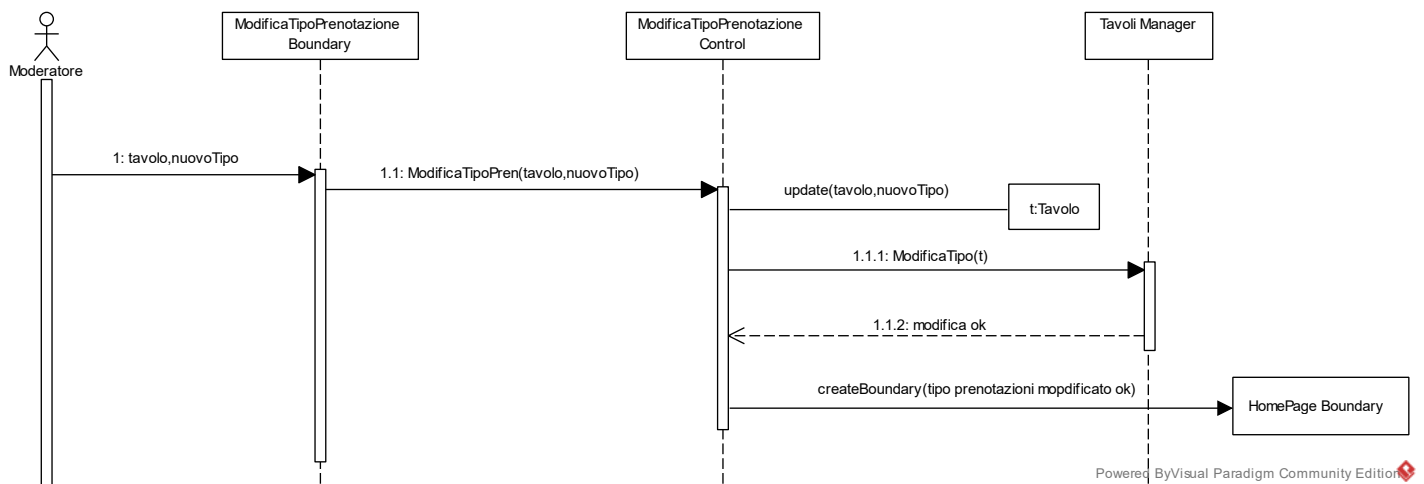 ModificaTipoPrenotazione
Boundary
ModificaTipoPrenotazione
Control
Tavoli Manager
Moderatore
1: tavolo,nuovoTipo
1.1: ModificaTipoPren(tavolo,nuovoTipo)
update(tavolo,nuovoTipo)
t:Tavolo
1.1.1: ModificaTipo(t)
1.1.2: modifica ok
createBoundary(tipo prenotazioni mopdificato ok)
HomePage Boundary
Powered ByVisual Paradigm Community Edition